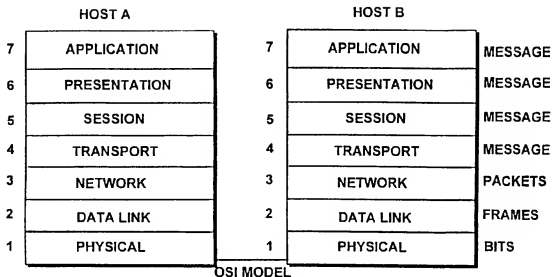 HOST A HOST B
7 APPLICATION 7 APPLICATION MESSAGE
6 PRESENTATION 6 PRESENTATION MESSAGE
5 SESSION 5 SESSION MESSAGE
4 TRANSPORT 4 TRANSPORT MESSAGE
3 NETWORK 3 NETWORK PACKETS
2 DATA LINK 2 DATA LINK FRAMES
1 PHYSICAL 1 PHYSICAL BITS
OSI MODEL